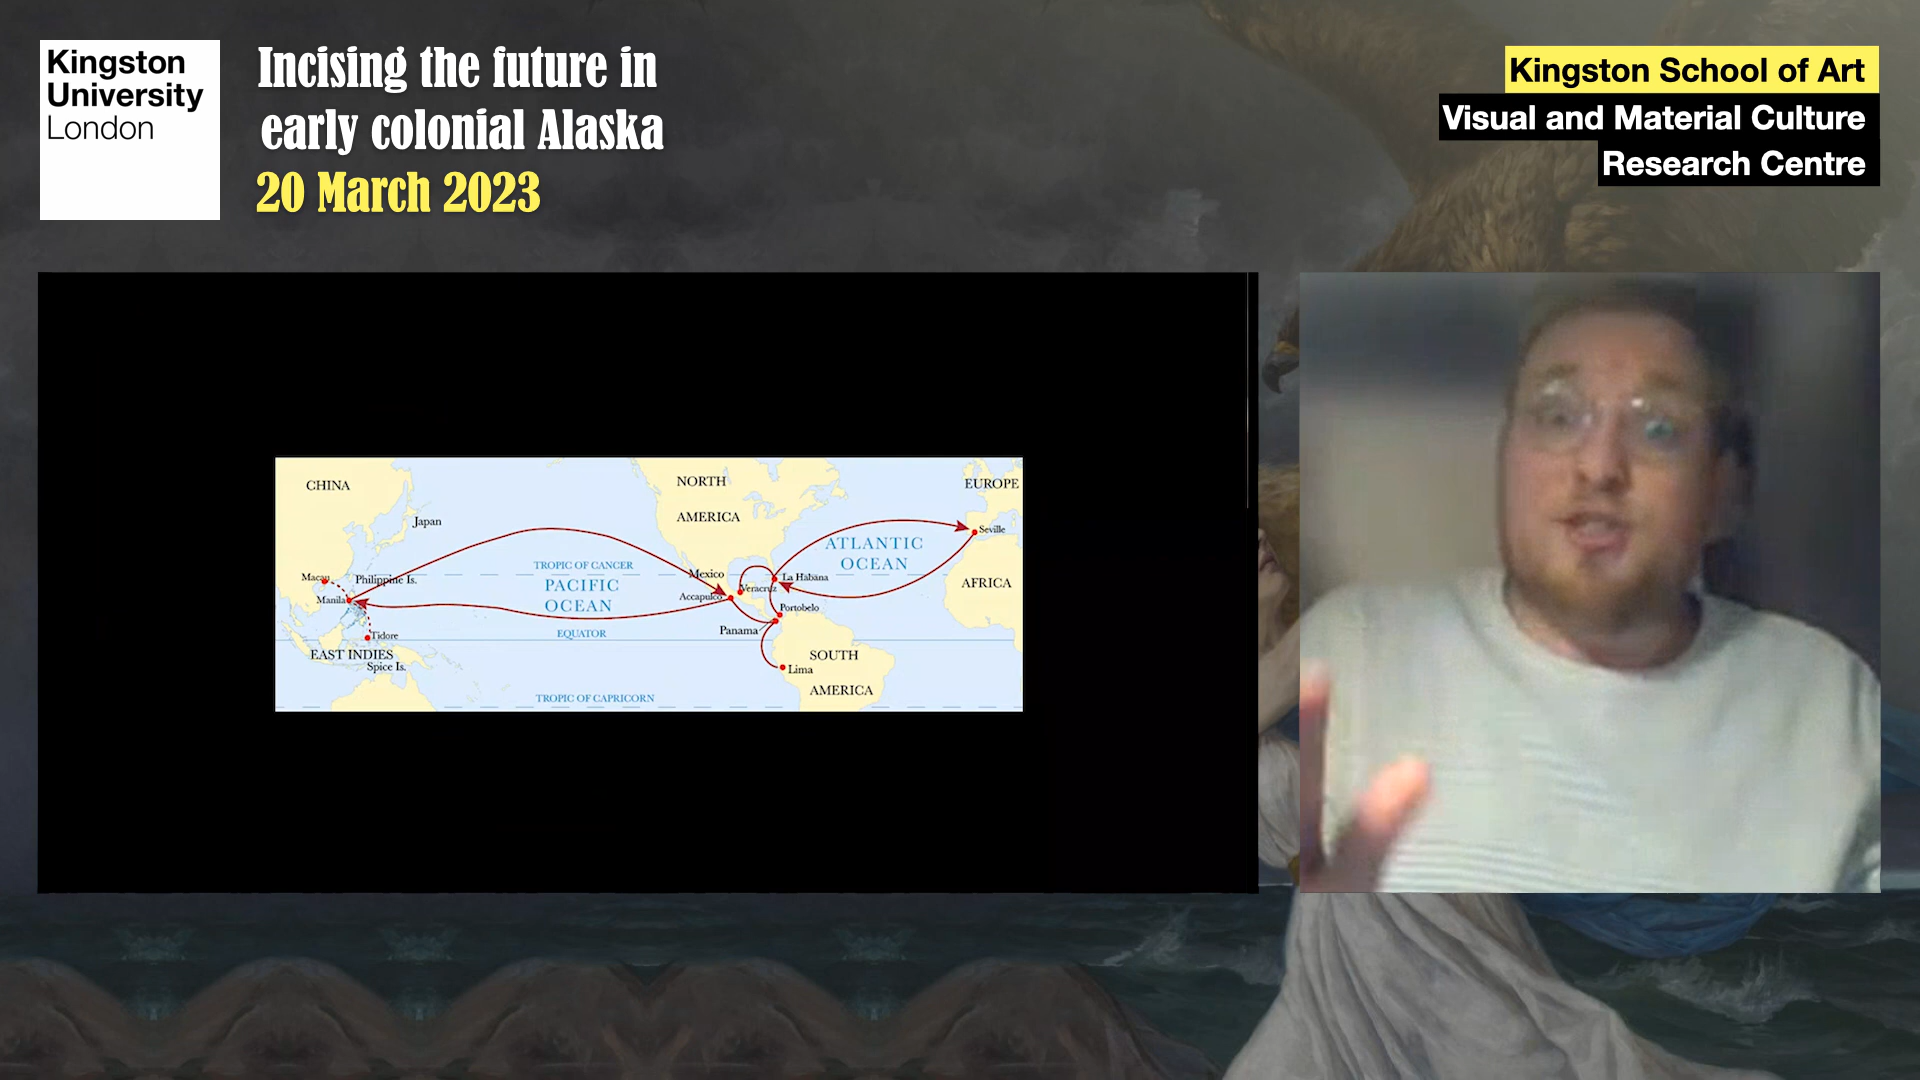 Kingston
University
London
Incising the future in
early colonial Alaska
20 March 2023
Kingston School of Art
Visual and Material Culture
Research Centre
CHINA
NORTH
EUROPE
AMERICA
Japan
Seville
ATLANTIC
OCEAN
TROPIC OF CANCER
Mexico
Macau
Philippine Is.
La Habana
AFRICA
PACIFIC
OCEAN
Veracruz
Manila
Accapulco
Portobelo
Panama
EQUATOR
Tidore
EAST INDIES
Spice Is.
SOUTH
AMERICA
Lima
TROPIC OF CAPRICORN